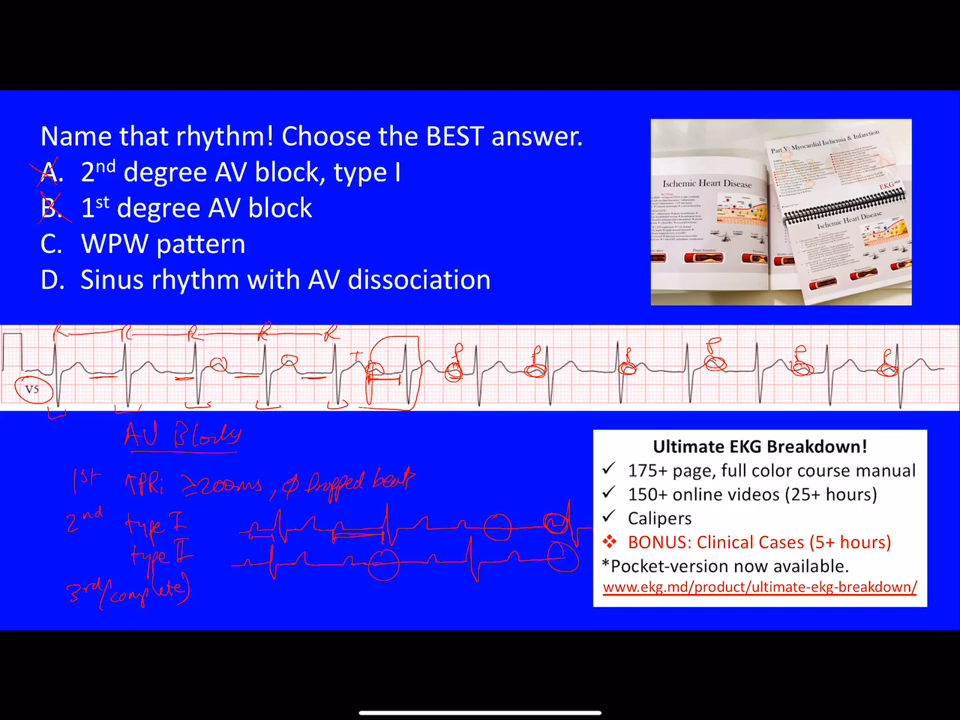 Name that rhythm! Choose the BEST answer.
A. 2nd degree AV block, type I
B. 1st degree AV block
C. WPW pattern
D. Sinus rhythm with AV dissociation
Part V: Myocardial Ischemia & Infarction
Ischemic Heart Disease
EKG
Ischemic Heart Disease
R R R R R
P P P P P P
V5
AV Blocks
1st ↑PRi ≥200ms, ∅ Dropped beats
2nd type I
type II
3rd/complete)
Ultimate EKG Breakdown!
✓ 175+ page, full color course manual
✓ 150+ online videos (25+ hours)
✓ Calipers
❖ BONUS: Clinical Cases (5+ hours)
*Pocket-version now available.
www.ekg.md/product/ultimate-ekg-breakdown/